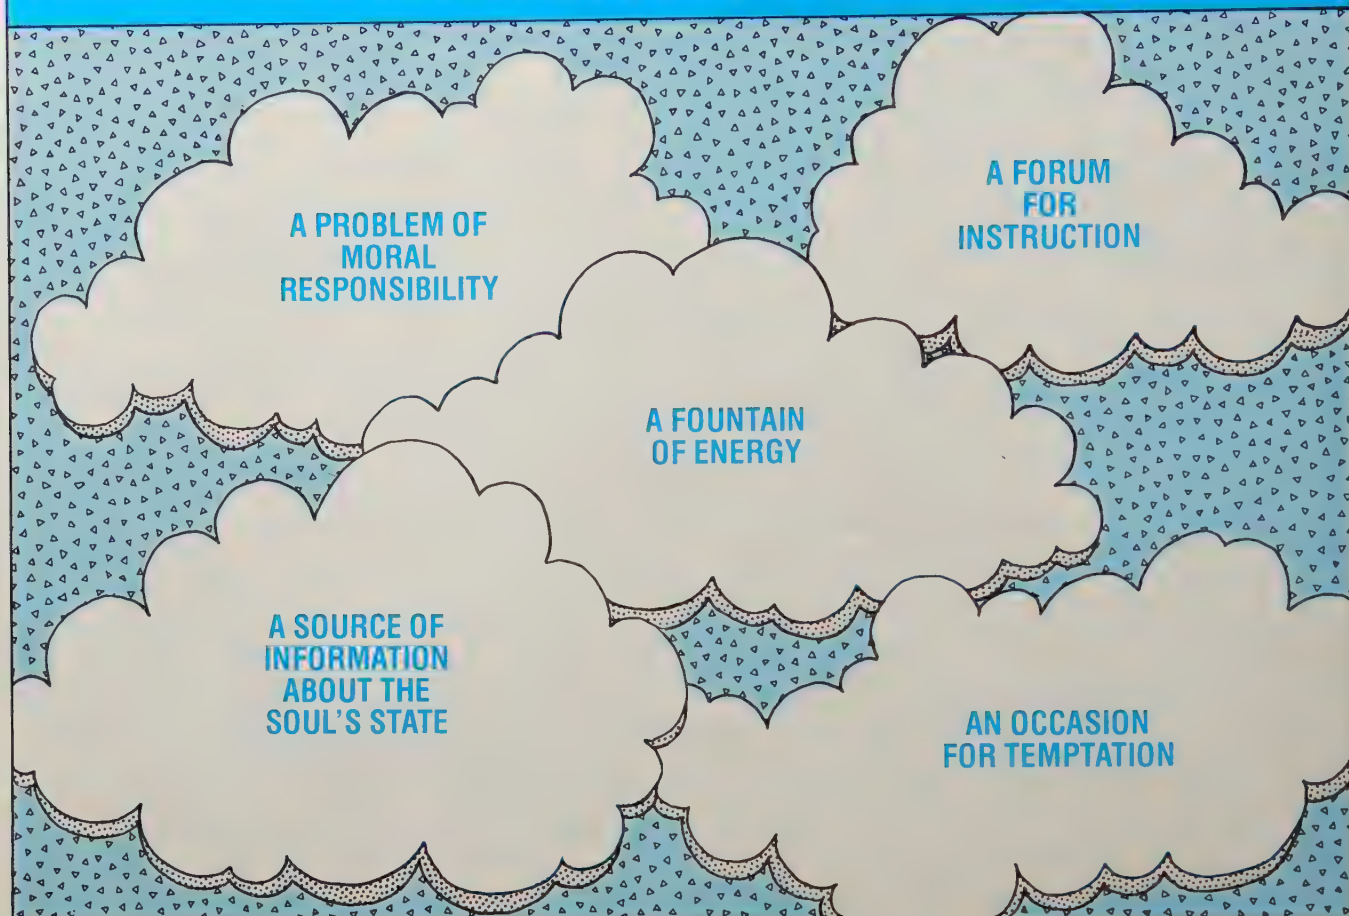 A PROBLEM OF
MORAL
RESPONSIBILITY
A FORUM
FOR
INSTRUCTION
A FOUNTAIN
OF ENERGY
A SOURCE OF
INFORMATION
ABOUT THE
SOUL'S STATE
AN OCCASION
FOR TEMPTATION